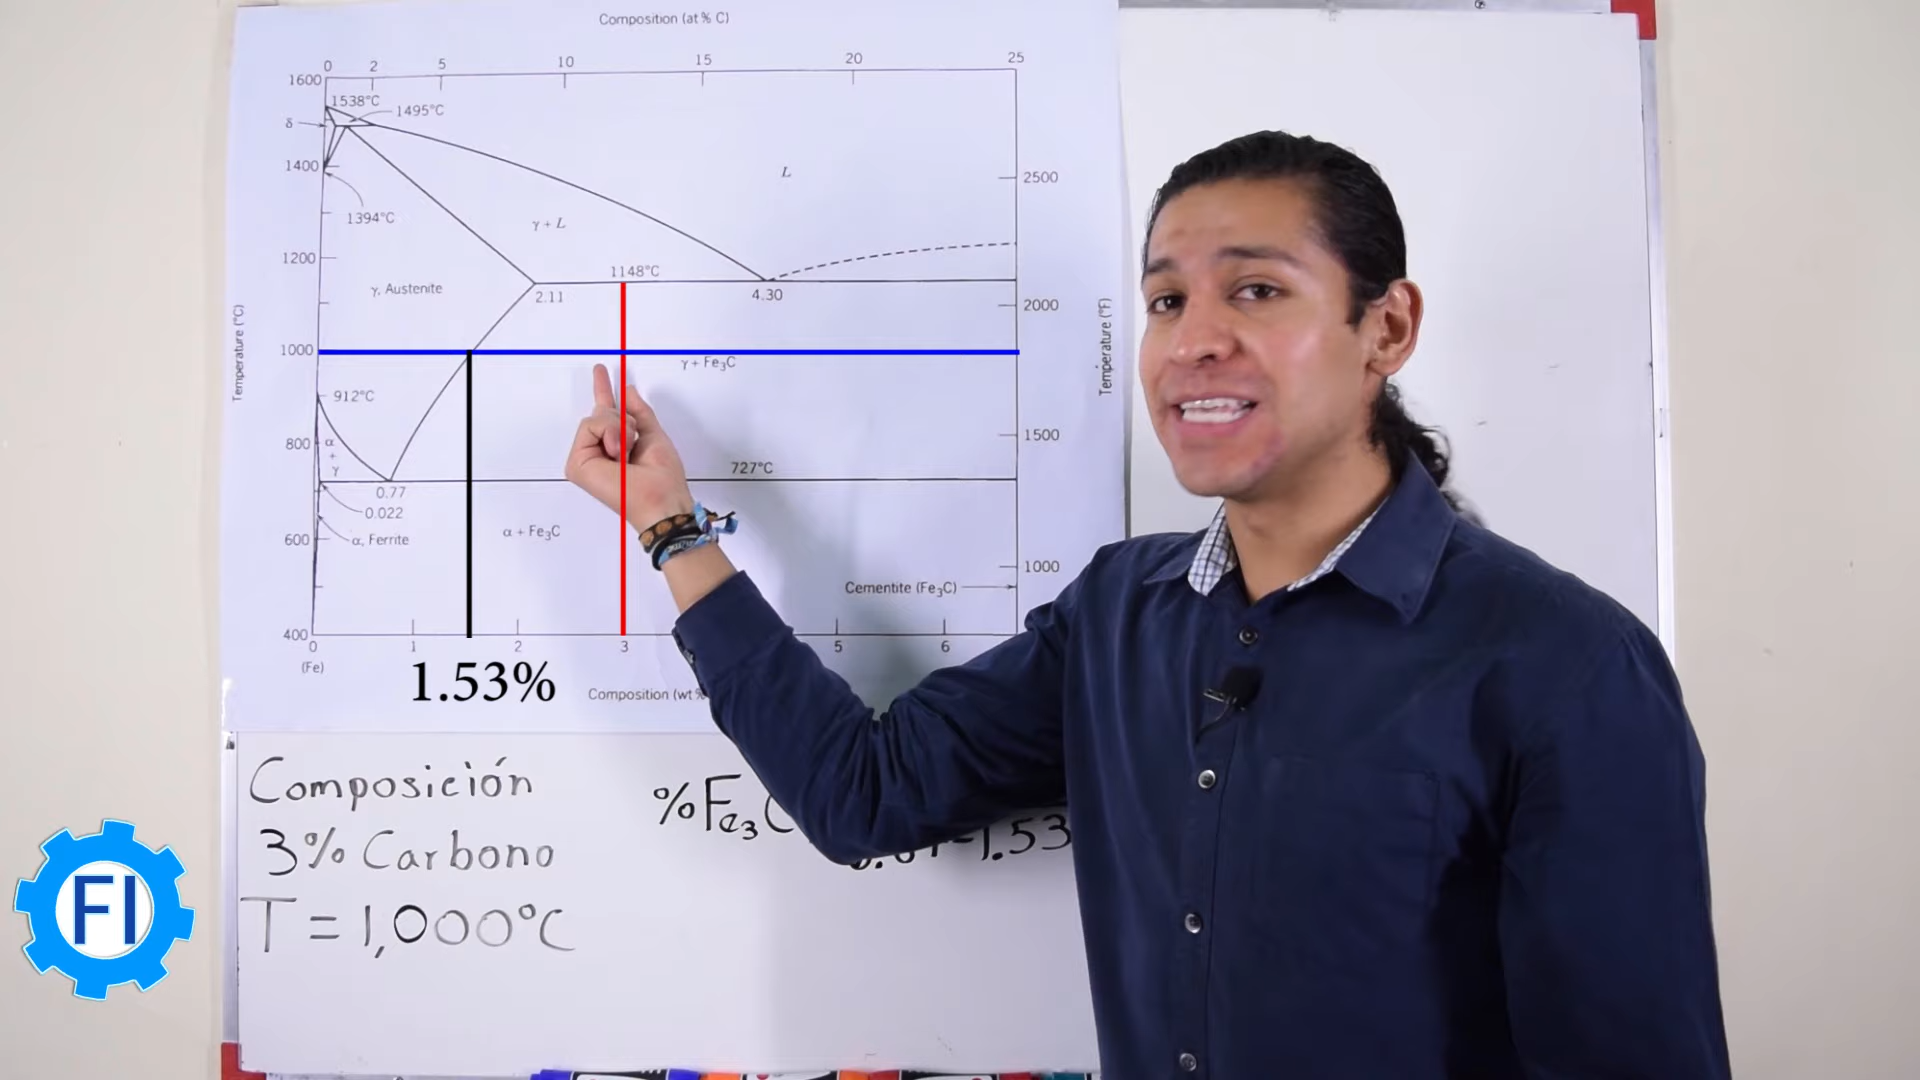 Composition (at % C)
0 2 5 10 15 20 25
1600
1538°C
1495°C
δ
L
1400
2500
1394°C
γ + L
1200
1148°C
γ, Austenite
2.11
4.30
2000
Temperature (°C)
Temperature (°F)
1000
γ + Fe₃C
912°C
800
α
+
γ
1500
727°C
0.77
0.022
α + Fe₃C
600
α, Ferrite
1000
Cementite (Fe₃C)
400
0 1 2 3 5 6
(Fe)
1.53%
Composition (wt %
Composición
%Fe₃C
3% Carbono
-1.53
T = 1,000°C
FI